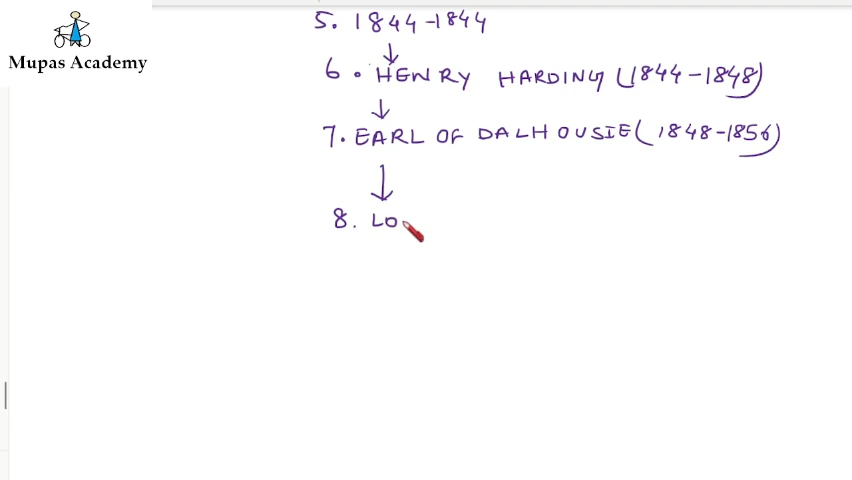 Mupas Academy
5. 1844-1844
6. HENRY HARDING (1844-1848)
7. EARL OF DALHOUSIE (1848-1856)
8. LO